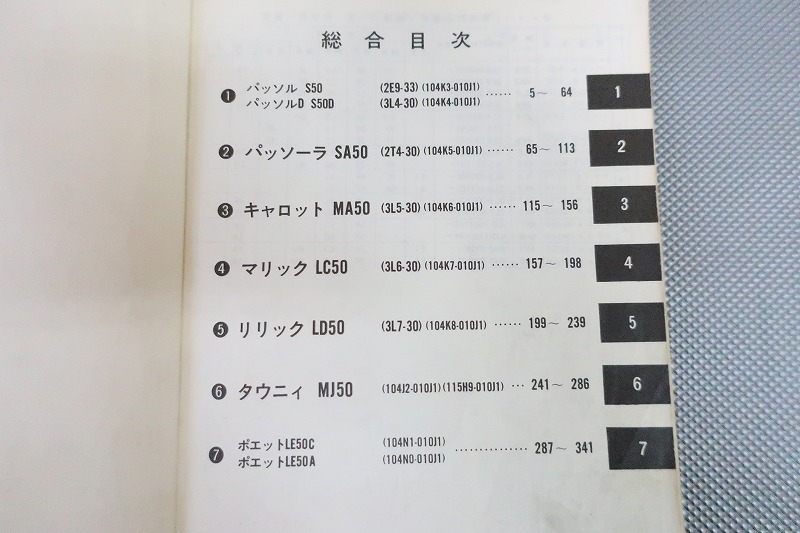 総合目次
❶ パッソル S50 (2E9-33)(104K3-010J1) …… 5～ 64 1
パッソルD S50D (3L4-30)(104K4-010J1)
❷ パッソーラ SA50 (2T4-30)(104K5-010J1) …… 65～ 113 2
❸ キャロット MA50 (3L5-30)(104K6-010J1) …… 115～ 156 3
❹ マリック LC50 (3L6-30)(104K7-010J1) …… 157～ 198 4
❺ リリック LD50 (3L7-30)(104K8-010J1) …… 199～ 239 5
❻ タウニィ MJ50 (104J2-010J1)(115H9-010J1) … 241～ 286 6
❼ ポエットLE50C (104N1-010J1) …………… 287～ 341 7
ポエットLE50A (104N0-010J1)